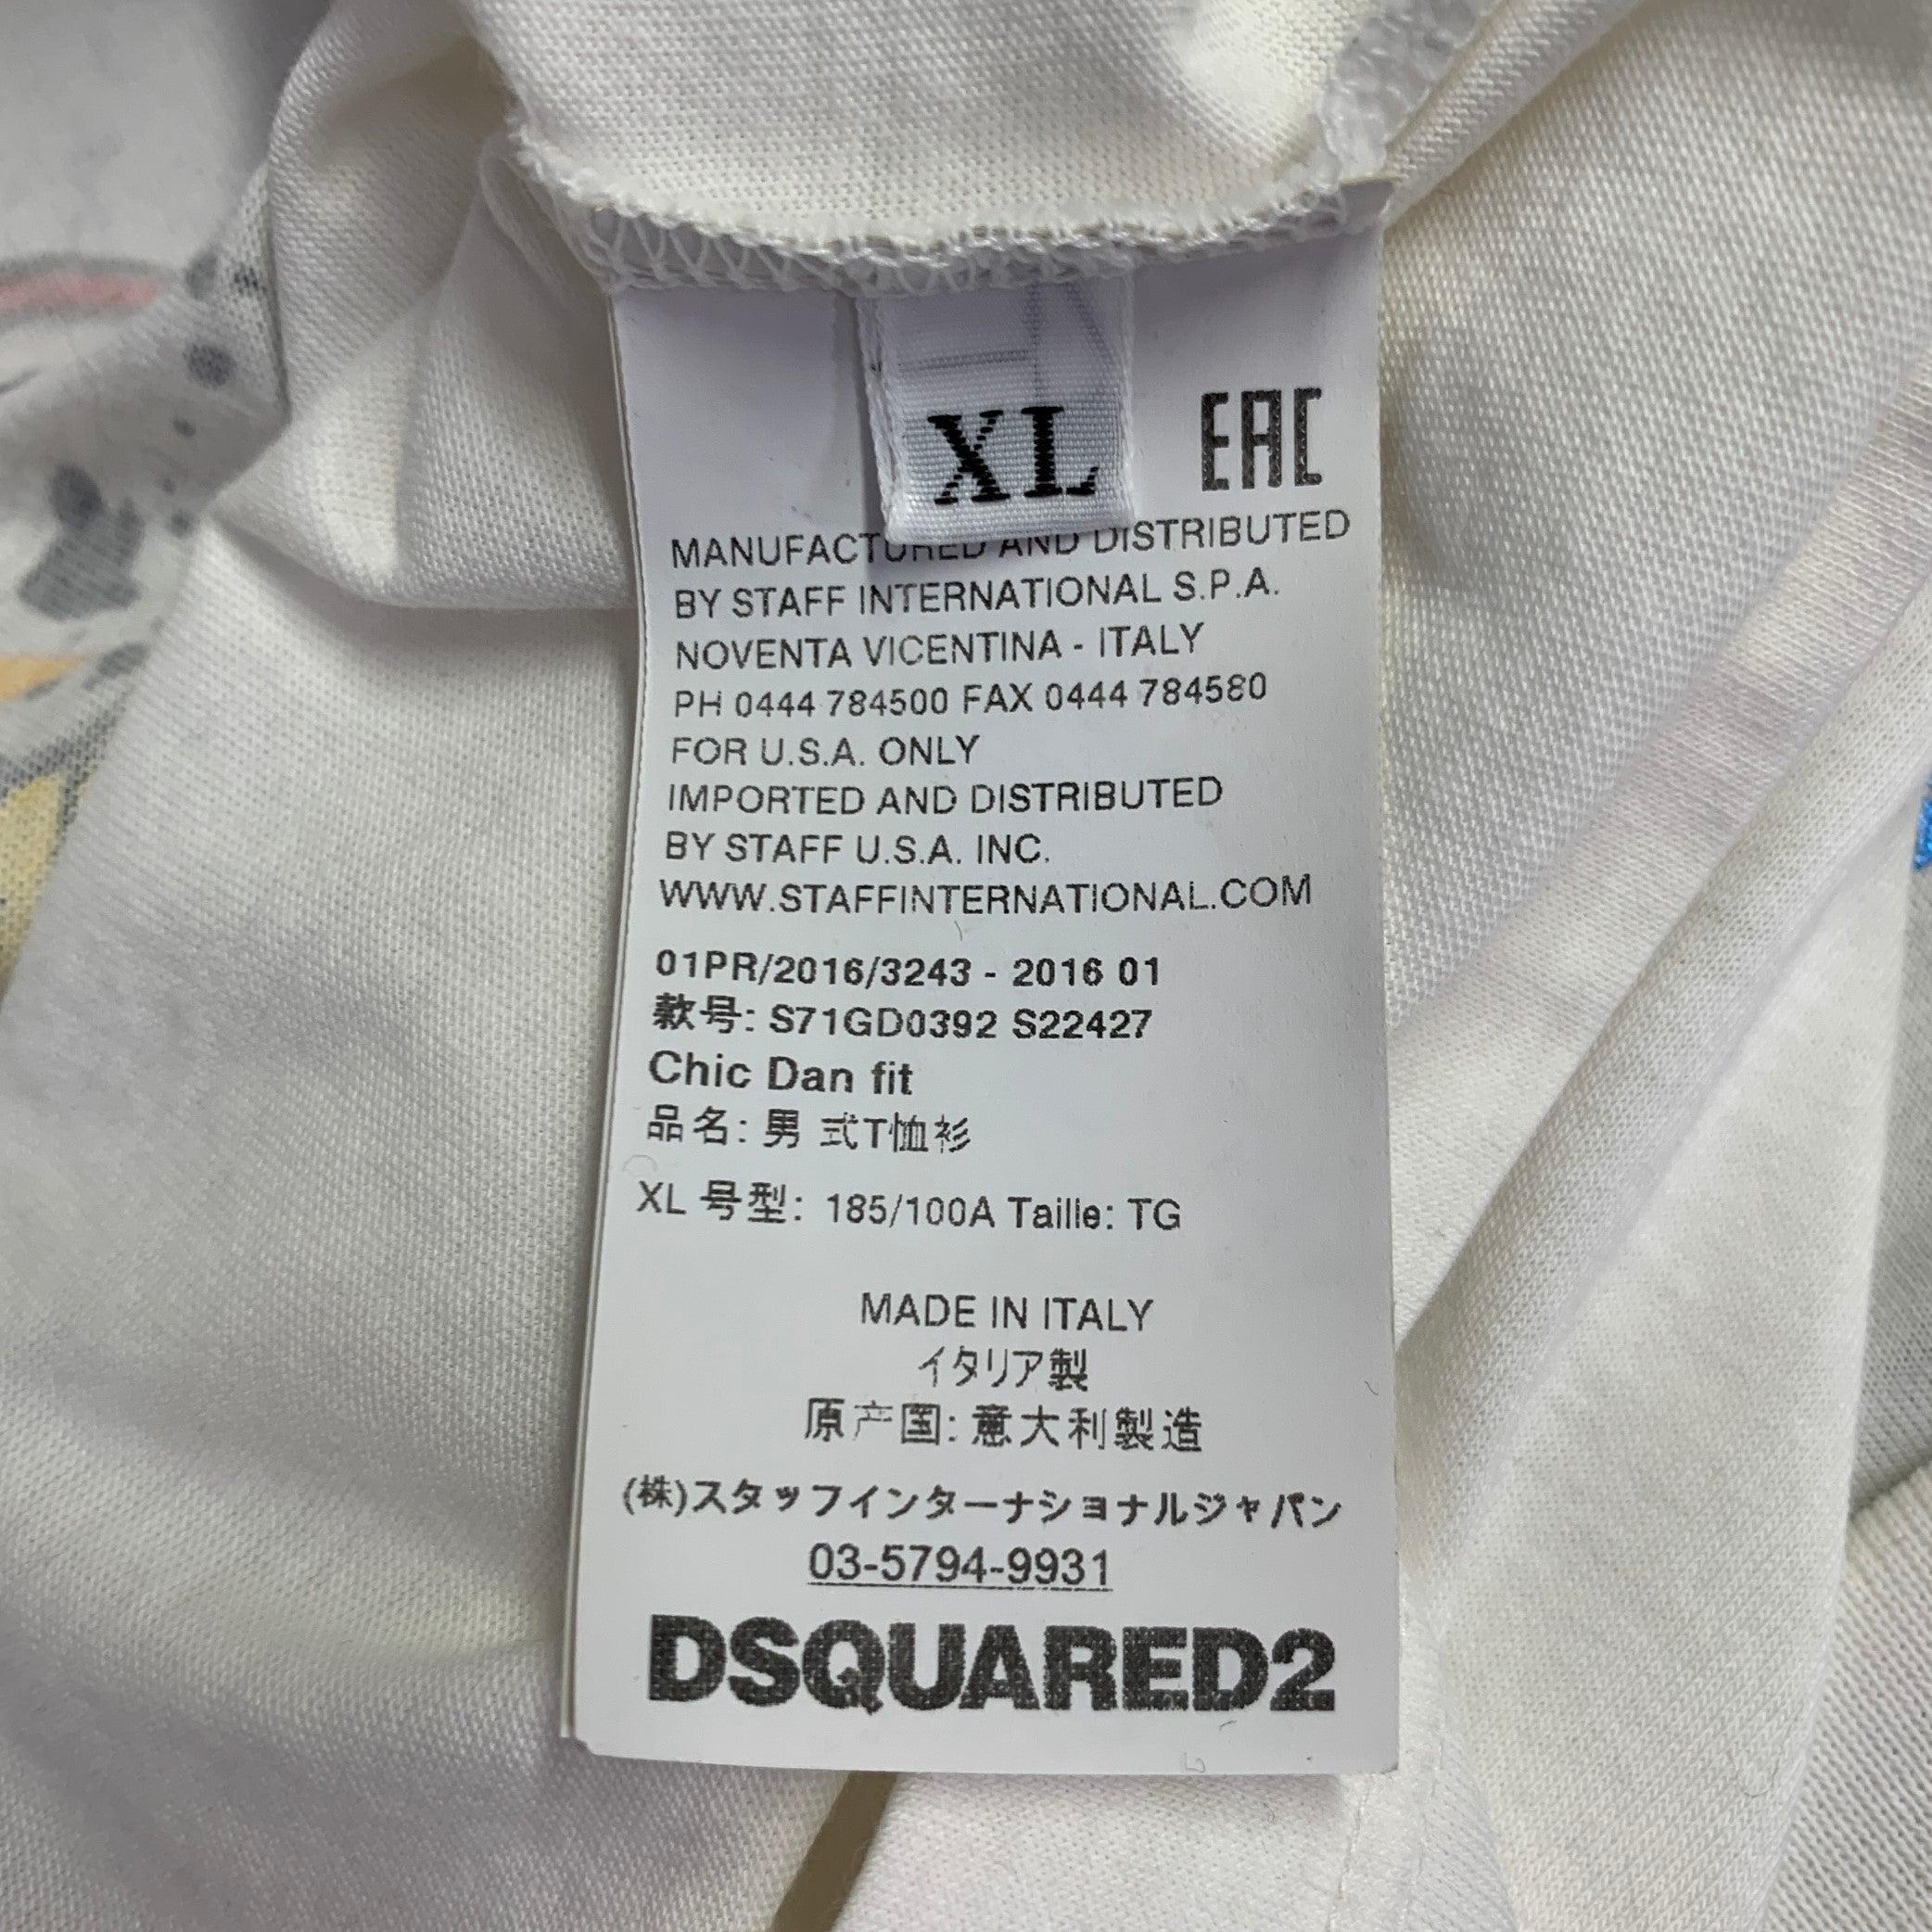 XL
EAC
MANUFACTURED AND DISTRIBUTED
BY STAFF INTERNATIONAL S.P.A.
NOVENTA VICENTINA - ITALY
PH 0444 784500 FAX 0444 784580
FOR U.S.A. ONLY
IMPORTED AND DISTRIBUTED
BY STAFF U.S.A. INC.
WWW.STAFFINTERNATIONAL.COM
01PR/2016/3243 - 2016 01
款号: S71GD0392 S22427
Chic Dan fit
品名: 男 式T恤衫
XL 号型: 185/100A Taille: TG
MADE IN ITALY
イタリア製
原产国: 意大利製造
(株)スタッフインターナショナルジャパン
03-5794-9931
DSQUARED2